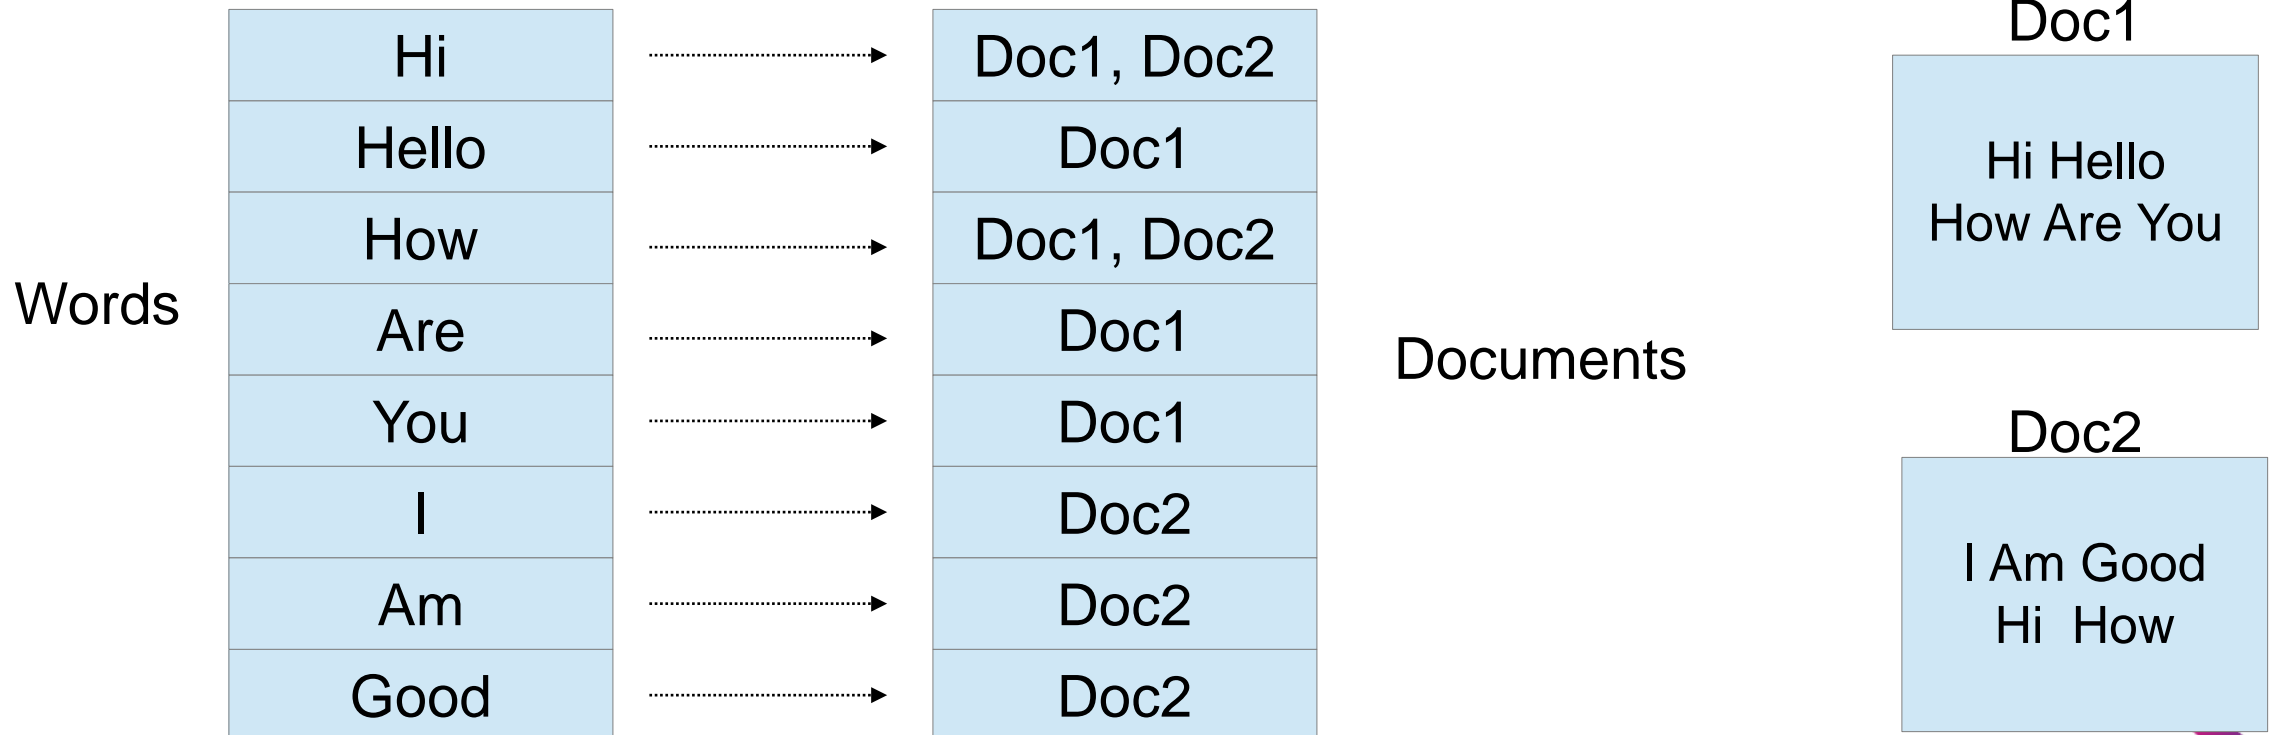 Words
Hi
Doc1, Doc2
Hello
Doc1
How
Doc1, Doc2
Are
Doc1
You
Doc1
I
Doc2
Am
Doc2
Good
Doc2
Documents
Doc1
Hi Hello
How Are You
Doc2
I Am Good
Hi  How